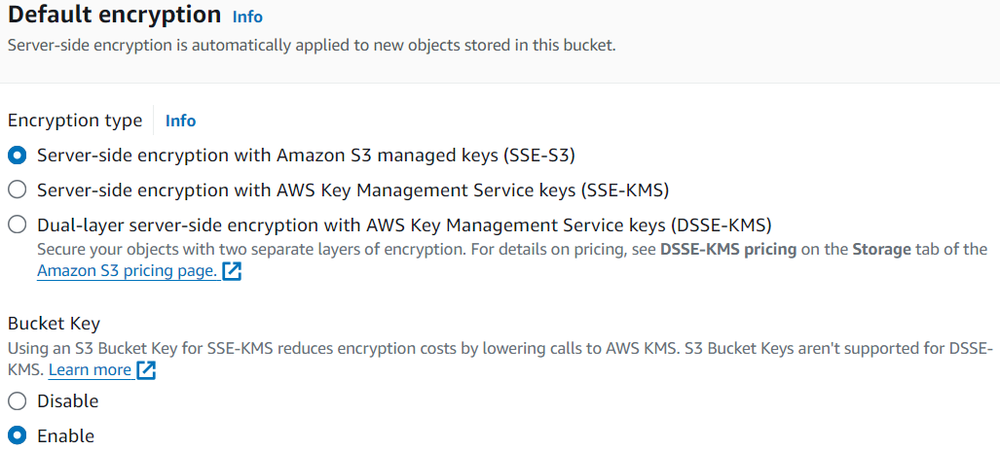 Default encryption Info
Server-side encryption is automatically applied to new objects stored in this bucket.
Encryption type Info
Server-side encryption with Amazon S3 managed keys (SSE-S3)
Server-side encryption with AWS Key Management Service keys (SSE-KMS)
Dual-layer server-side encryption with AWS Key Management Service keys (DSSE-KMS)
Secure your objects with two separate layers of encryption. For details on pricing, see DSSE-KMS pricing on the Storage tab of the
Amazon S3 pricing page.
Bucket Key
Using an S3 Bucket Key for SSE-KMS reduces encryption costs by lowering calls to AWS KMS. S3 Bucket Keys aren't supported for DSSE-
KMS. Learn more
Disable
Enable